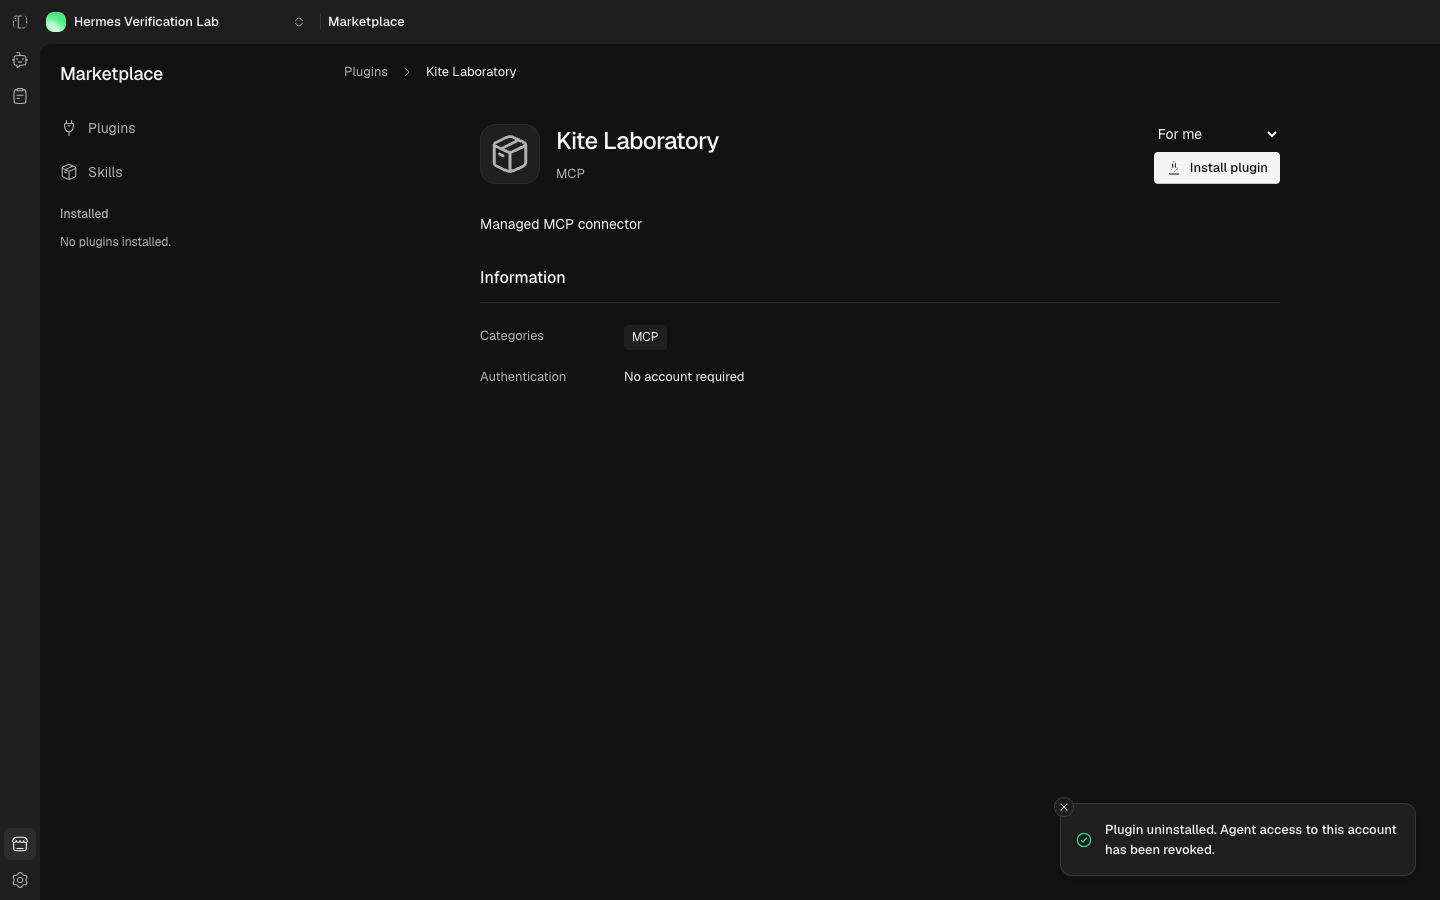 Hermes Verification Lab
Marketplace
Marketplace
Plugins
Skills
Installed
No plugins installed.
Plugins
Kite Laboratory
Kite Laboratory
MCP
For me
Install plugin
Managed MCP connector
Information
Categories
MCP
Authentication
No account required
Plugin uninstalled. Agent access to this account
has been revoked.